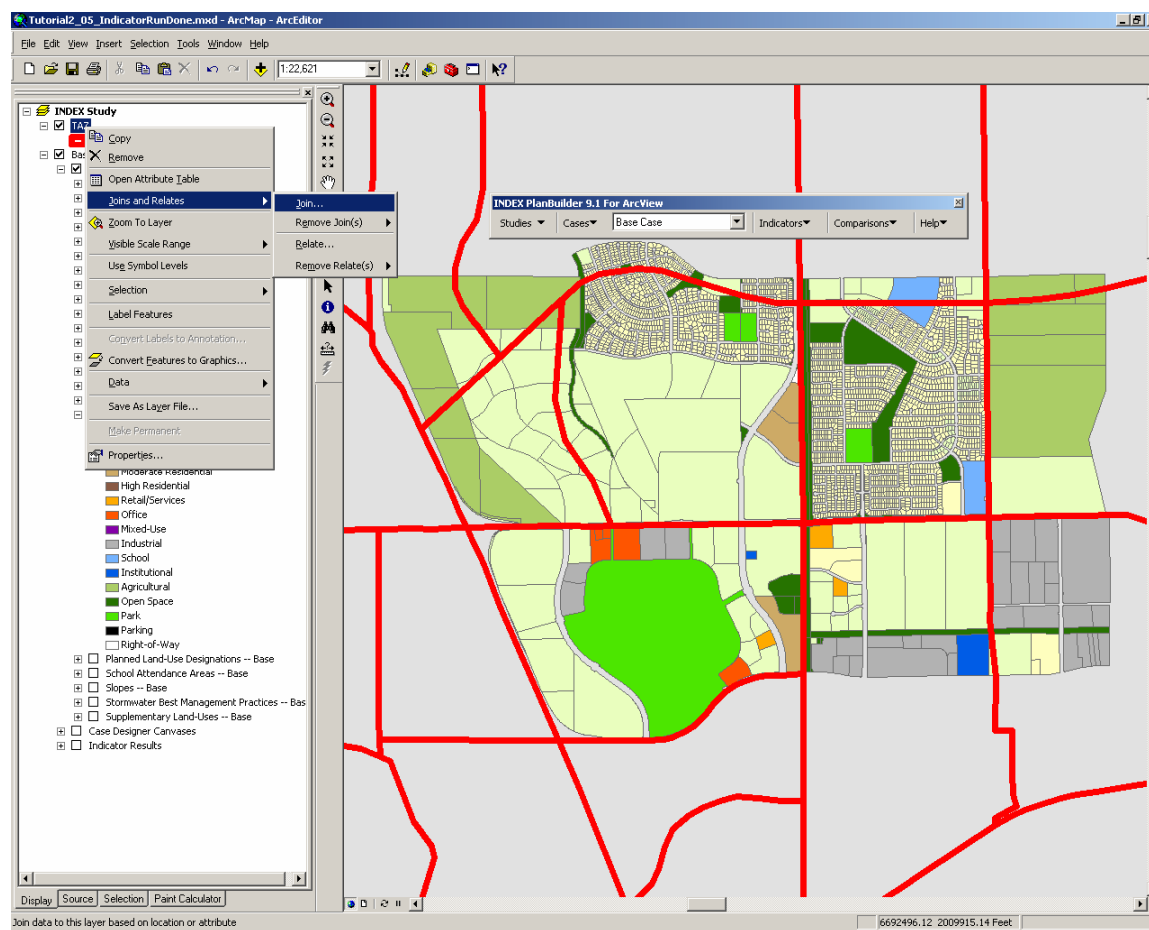 Tutorial2_05_IndicatorRunDone.mxd - ArcMap - ArcEditor
File Edit View Insert Selection Tools Window Help
1:22,621
INDEX Study
TAZ
Bas
Copy
Remove
Open Attribute Table
Joins and Relates
Zoom To Layer
Visible Scale Range
Use Symbol Levels
Selection
Label Features
Convert Labels to Annotation...
Convert Features to Graphics...
Data
Save As Layer File...
Make Permanent
Properties...
Join...
Remove Join(s)
Relate...
Remove Relate(s)
INDEX PlanBuilder 9.1 For ArcView
Studies Cases Base Case Indicators Comparisons Help
Moderate Residential
High Residential
Retail/Services
Office
Mixed-Use
Industrial
School
Institutional
Agricultural
Open Space
Park
Parking
Right-of-Way
Planned Land-Use Designations -- Base
School Attendance Areas -- Base
Slopes -- Base
Stormwater Best Management Practices -- Bas
Supplementary Land-Uses -- Base
Case Designer Canvases
Indicator Results
Display Source Selection Paint Calculator
Join data to this layer based on location or attribute
6692496.12 2009915.14 Feet